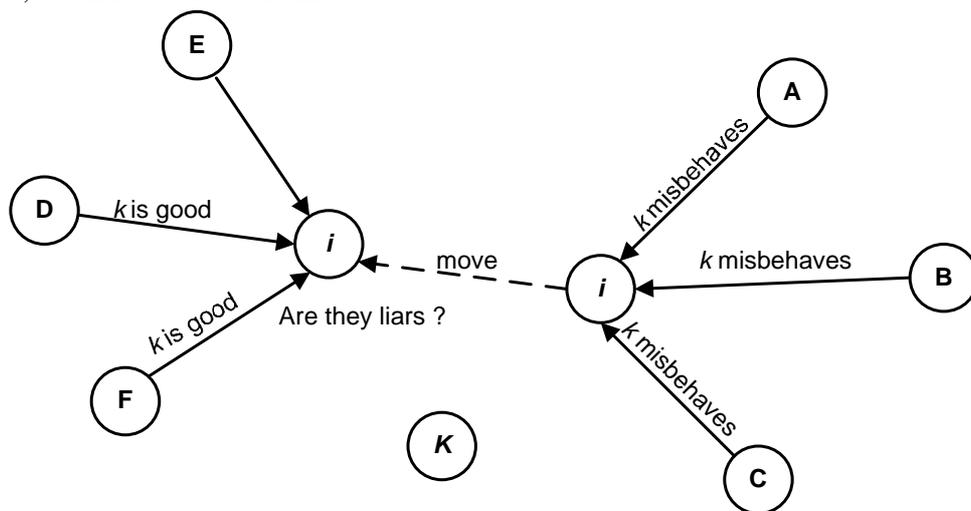 E
A
k misbehaves
D
k is good
i
move
k misbehaves
B
i
Are they liars ?
k is good
k misbehaves
F
K
C